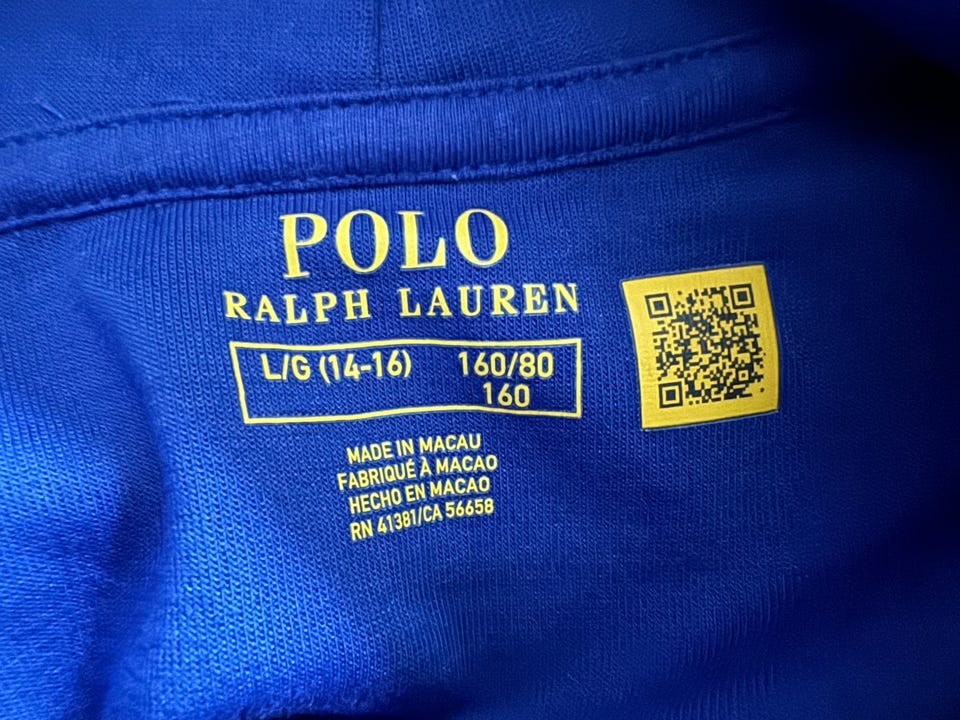 POLO
RALPH LAUREN
L/G (14-16) 160/80
160
MADE IN MACAU
FABRIQUÉ À MACAO
HECHO EN MACAO
RN 41381/CA 56658